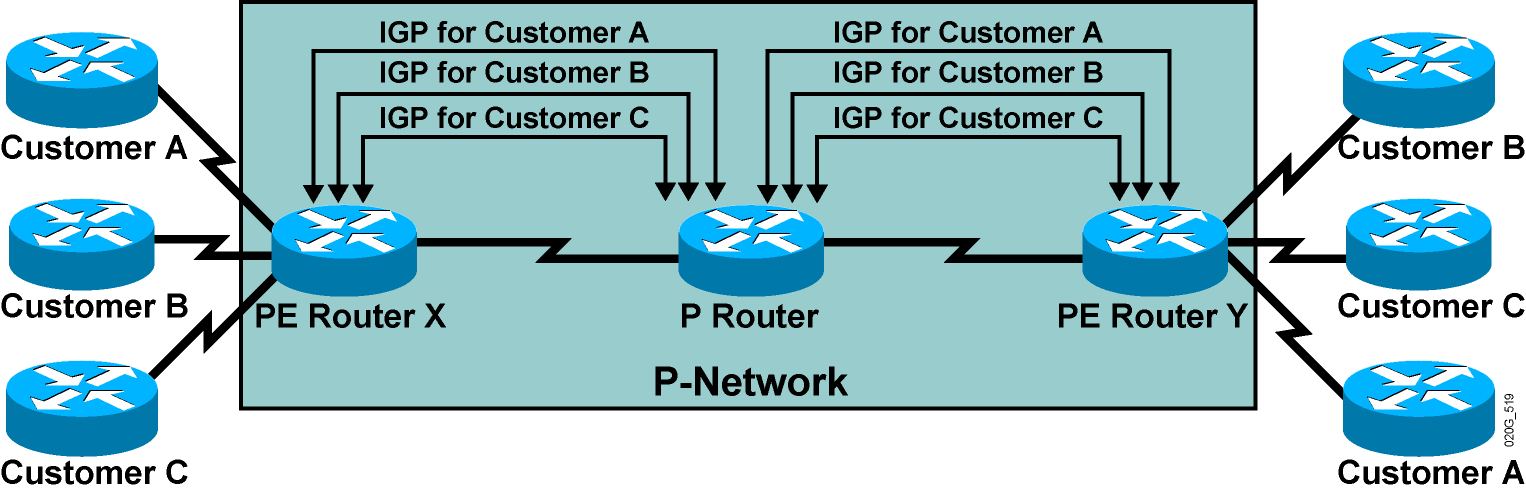 IGP for Customer A
IGP for Customer A
IGP for Customer B
IGP for Customer B
IGP for Customer C
IGP for Customer C
Customer A
Customer B
Customer B
Customer C
PE Router X
P Router
PE Router Y
P-Network
Customer C
Customer A
020G_519